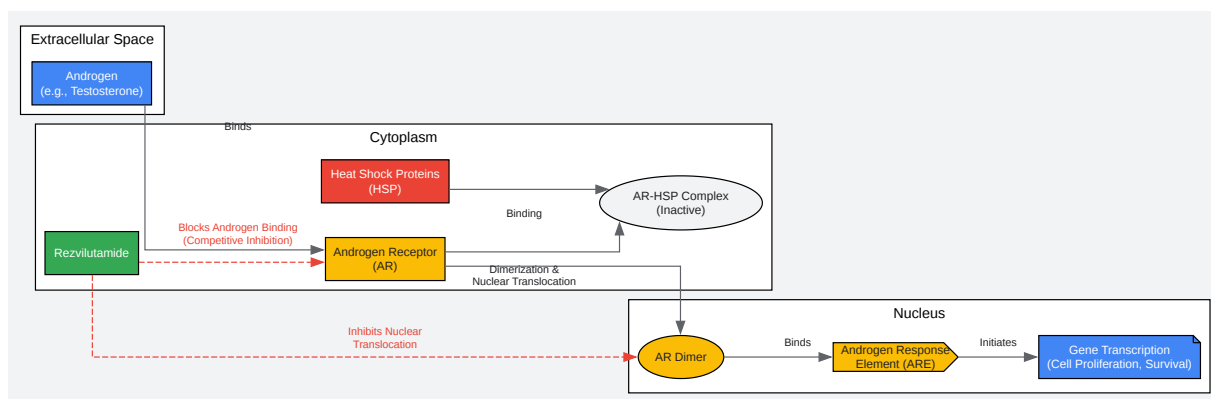 Extracellular Space
Androgen
(e.g., Testosterone)
Binds
Cytoplasm
Heat Shock Proteins
(HSP)
AR-HSP Complex
(Inactive)
Binding
Blocks Androgen Binding
(Competitive Inhibition)
Rezvilutamide
Androgen Receptor
(AR)
Dimerization &
Nuclear Translocation
Nucleus
Inhibits Nuclear
Translocation
AR Dimer
Binds
Androgen Response
Element (ARE)
Initiates
Gene Transcription
(Cell Proliferation, Survival)